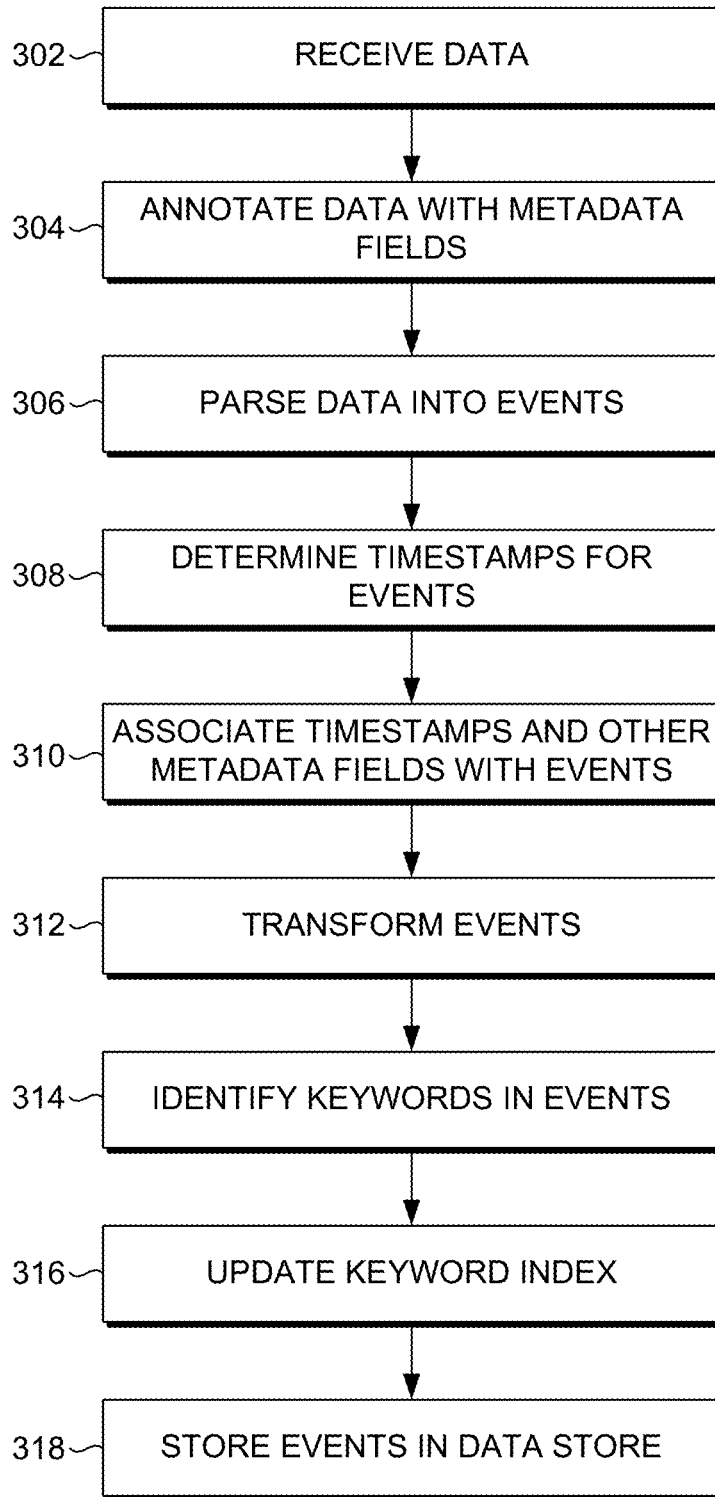 302 RECEIVE DATA
304 ANNOTATE DATA WITH METADATA
FIELDS
306 PARSE DATA INTO EVENTS
308 DETERMINE TIMESTAMPS FOR
EVENTS
310 ASSOCIATE TIMESTAMPS AND OTHER
METADATA FIELDS WITH EVENTS
312 TRANSFORM EVENTS
314 IDENTIFY KEYWORDS IN EVENTS
316 UPDATE KEYWORD INDEX
318 STORE EVENTS IN DATA STORE